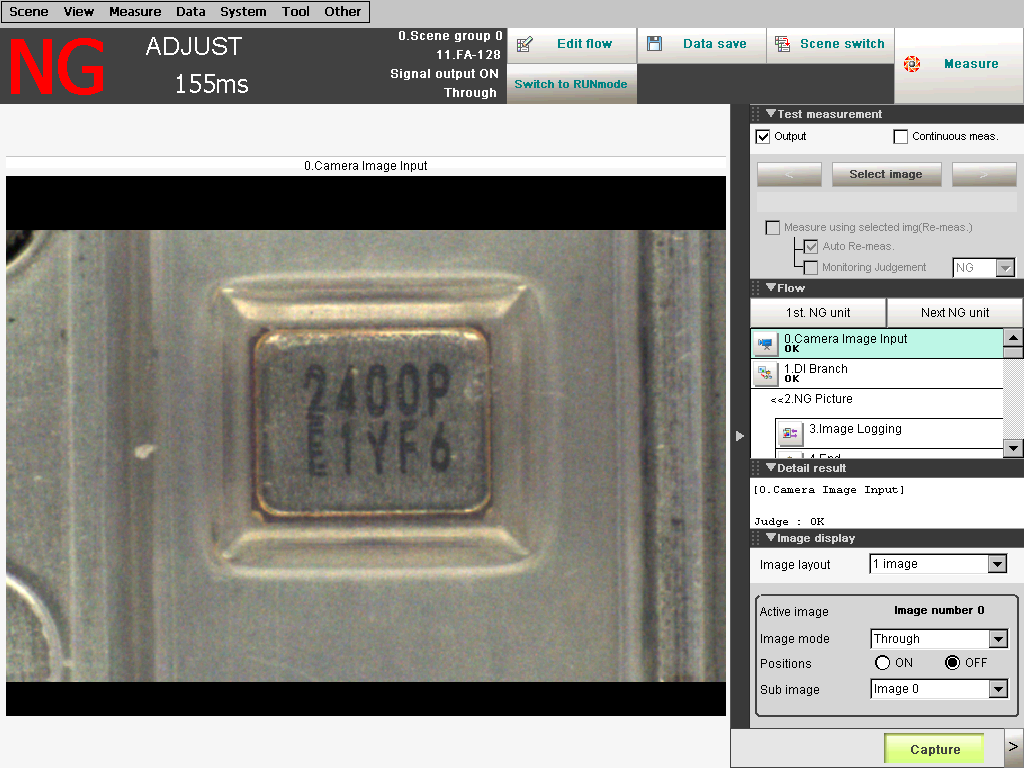 Scene View Measure Data System Tool Other
NG
ADJUST
155ms
0.Scene group 0
11.FA-128
Signal output ON
Through
Edit flow
Data save
Scene switch
Switch to RUNmode
Measure
0.Camera Image Input
2400P
E1YF6
Test measurement
Output
Continuous meas.
<
Select image
>
Measure using selected img(Re-meas.)
Auto Re-meas.
Monitoring Judgement
NG
Flow
1st. NG unit
Next NG unit
0.Camera Image Input
OK
1.DI Branch
OK
<<2.NG Picture
3.Image Logging
4.End
Detail result
[0.Camera Image Input]
Judge : OK
Image display
Image layout
1 image
Active image
Image number 0
Image mode
Through
Positions
ON
OFF
Sub image
Image 0
Capture
>